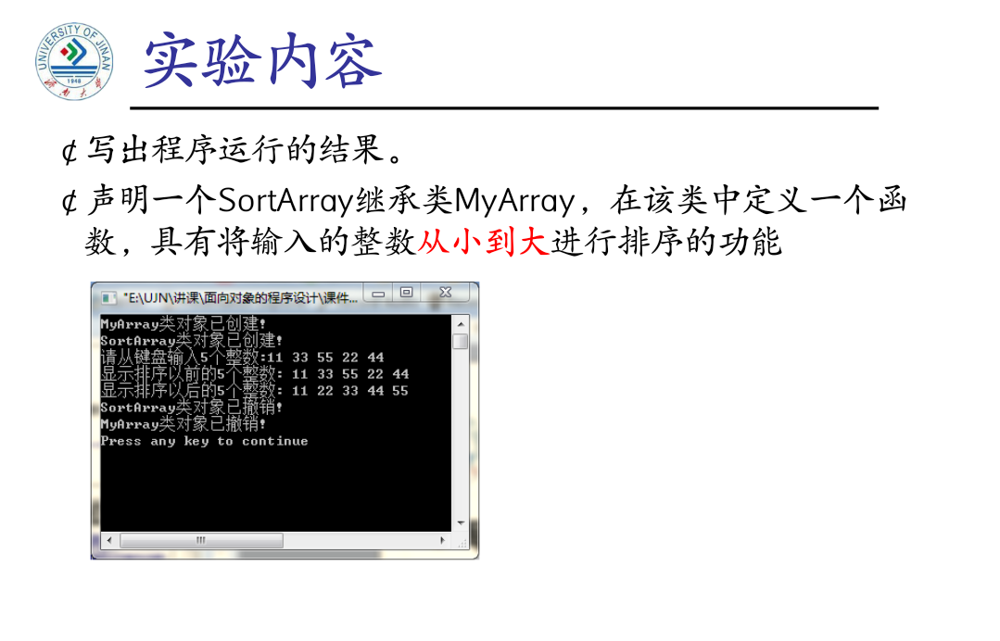 UNIVERSITY OF JINAN
1948
济南大学
实验内容
¢ 写出程序运行的结果。
¢ 声明一个SortArray继承类MyArray，在该类中定义一个函
数，具有将输入的整数从小到大进行排序的功能
"E:\UJN\讲课\面向对象的程序设计\课件...
MyArray类对象已创建!
SortArray类对象已创建!
请从键盘输入5个整数:11 33 55 22 44
显示排序以前的5个整数: 11 33 55 22 44
显示排序以后的5个整数: 11 22 33 44 55
SortArray类对象已撤销!
MyArray类对象已撤销!
Press any key to continue